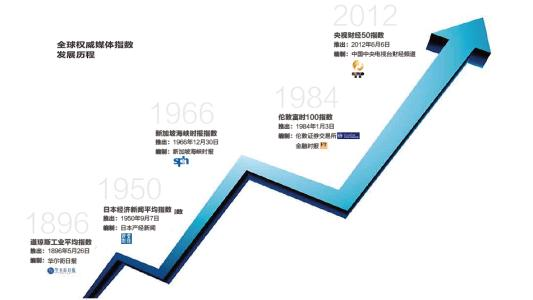 全球权威媒体指数
发展历程
2012
央视财经50指数
推出：2012年6月6日
编制：中国中央电视台财经频道
1984
伦敦富时100指数
推出：1984年1月3日
编制：伦敦证券交易所
金融时报
1966
新加坡海峡时报指数
推出：1966年12月30日
编制：新加坡海峡时报
sph
1950
日本经济新闻平均指数
推出：1950年9月7日
编制：日本产经新闻
1896
道琼斯工业平均指数
推出：1896年5月26日
编制：华尔街日报